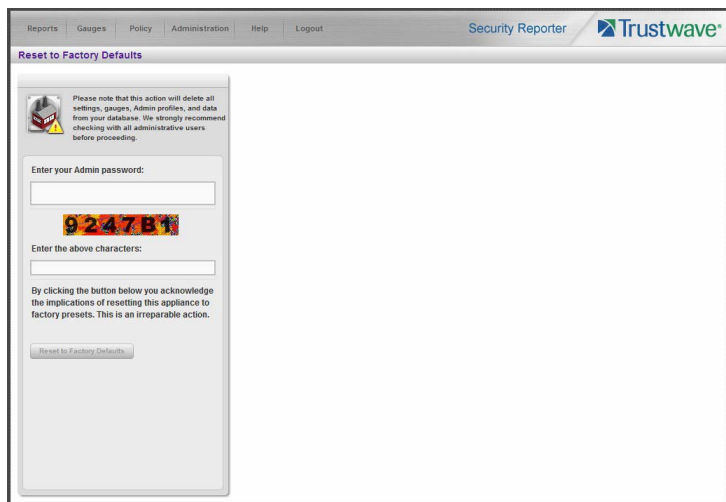 Reports Gauges Policy Administration Help Logout Security Reporter Trustwave®
Reset to Factory Defaults
Please note that this action will delete all
settings, gauges, Admin profiles, and data
from your database. We strongly recommend
checking with all administrative users
before proceeding.
Enter your Admin password:
9247B1
Enter the above characters:
By clicking the button below you acknowledge
the implications of resetting this appliance to
factory presets. This is an irreparable action.
Reset to Factory Defaults